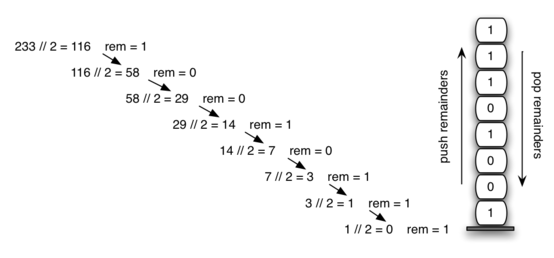 233 // 2 = 116 rem = 1
116 // 2 = 58 rem = 0
58 // 2 = 29 rem = 0
29 // 2 = 14 rem = 1
14 // 2 = 7 rem = 0
7 // 2 = 3 rem = 1
3 // 2 = 1 rem = 1
1 // 2 = 0 rem = 1
push remainders
1
1
1
0
1
0
0
1
pop remainders